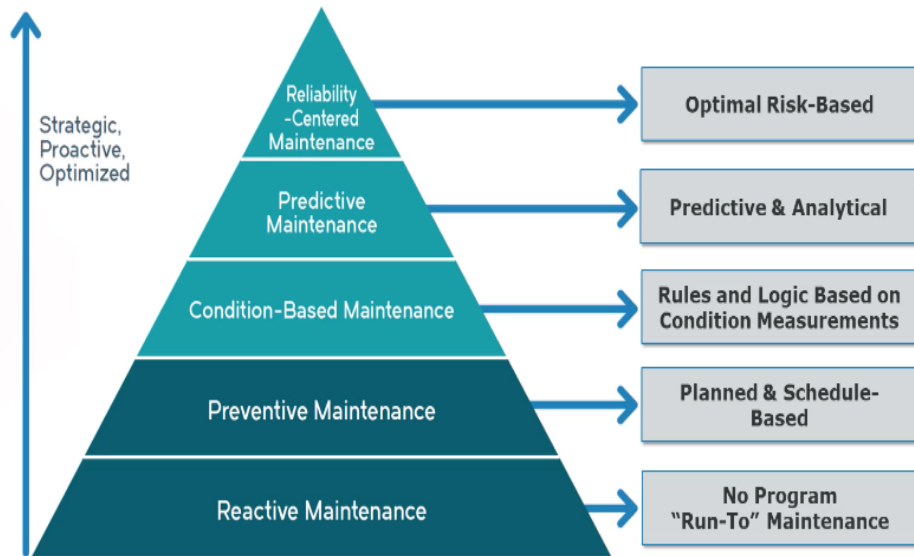 Strategic,
Proactive,
Optimized
Reliability
-Centered
Maintenance
Optimal Risk-Based
Predictive
Maintenance
Predictive & Analytical
Condition-Based Maintenance
Rules and Logic Based on
Condition Measurements
Preventive Maintenance
Planned & Schedule-
Based
Reactive Maintenance
No Program
“Run-To” Maintenance